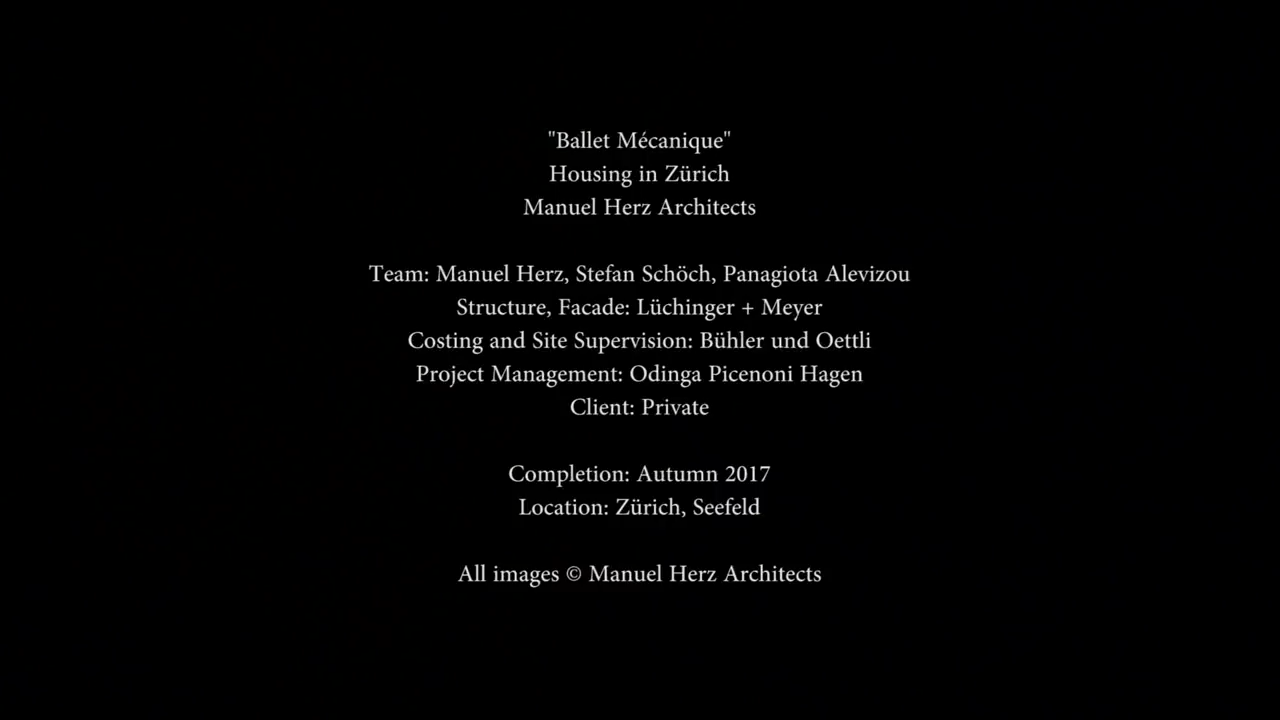 "Ballet Mécanique"
Housing in Zürich
Manuel Herz Architects
Team: Manuel Herz, Stefan Schöch, Panagiota Alevizou
Structure, Facade: Lüchinger + Meyer
Costing and Site Supervision: Bühler und Oettli
Project Management: Odinga Picenoni Hagen
Client: Private
Completion: Autumn 2017
Location: Zürich, Seefeld
All images © Manuel Herz Architects